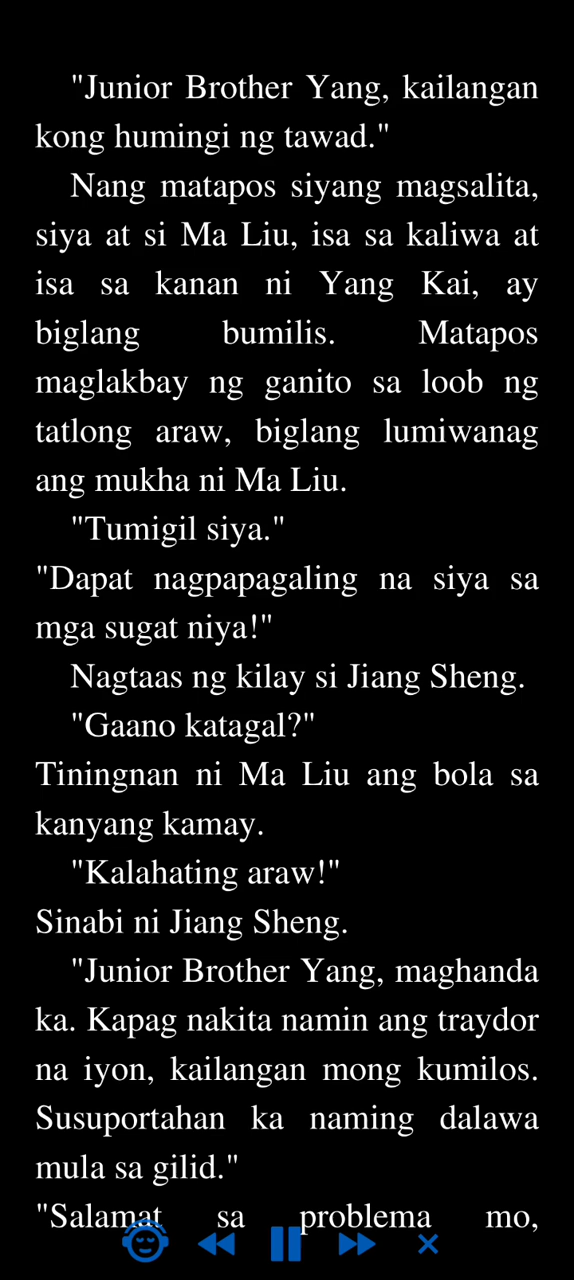 "Junior Brother Yang, kailangan
kong humingi ng tawad."
Nang matapos siyang magsalita,
siya at si Ma Liu, isa sa kaliwa at
isa sa kanan ni Yang Kai, ay
biglang bumilis. Matapos
maglakbay ng ganito sa loob ng
tatlong araw, biglang lumiwanag
ang mukha ni Ma Liu.
"Tumigil siya."
"Dapat nagpapagaling na siya sa
mga sugat niya!"
Nagtaas ng kilay si Jiang Sheng.
"Gaano katagal?"
Tiningnan ni Ma Liu ang bola sa
kanyang kamay.
"Kalahating araw!"
Sinabi ni Jiang Sheng.
"Junior Brother Yang, maghanda
ka. Kapag nakita namin ang traydor
na iyon, kailangan mong kumilos.
Susuportahan ka naming dalawa
mula sa gilid."
"Salamat sa problema mo,